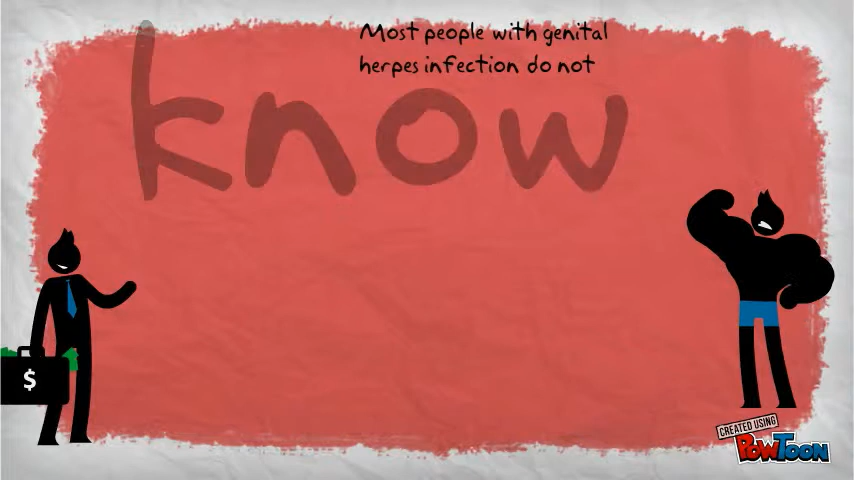 Most people with genital
herpes infection do not
know
$
CREATED USING
POWTOON